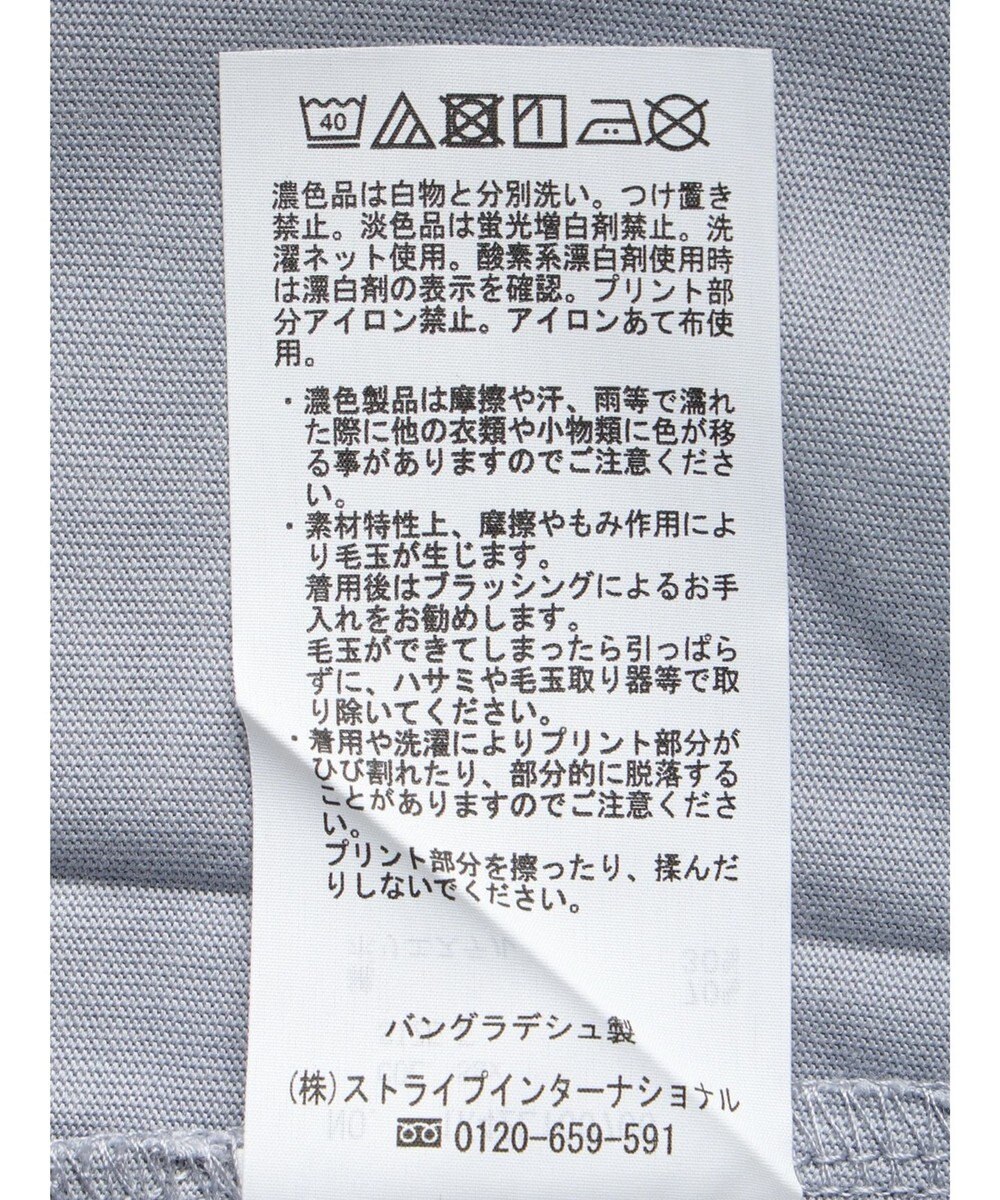 40
濃色品は白物と分別洗い。つけ置き
禁止。淡色品は蛍光増白剤禁止。洗
濯ネット使用。酸素系漂白剤使用時
は漂白剤の表示を確認。プリント部
分アイロン禁止。アイロンあて布使
用。
・濃色製品は摩擦や汗、雨等で濡れ
た際に他の衣類や小物類に色が移
る事がありますのでご注意くださ
い。
・素材特性上、摩擦やもみ作用によ
り毛玉が生じます。
着用後はブラッシングによるお手
入れをお勧めします。
毛玉ができてしまったら引っぱら
ずに、ハサミや毛玉取り器等で取
り除いてください。
・着用や洗濯によりプリント部分が
ひび割れたり、部分的に脱落する
ことがありますのでご注意くださ
い。
プリント部分を擦ったり、揉んだ
りしないでください。
バングラデシュ製
(株)ストライプインターナショナル
0120-659-591